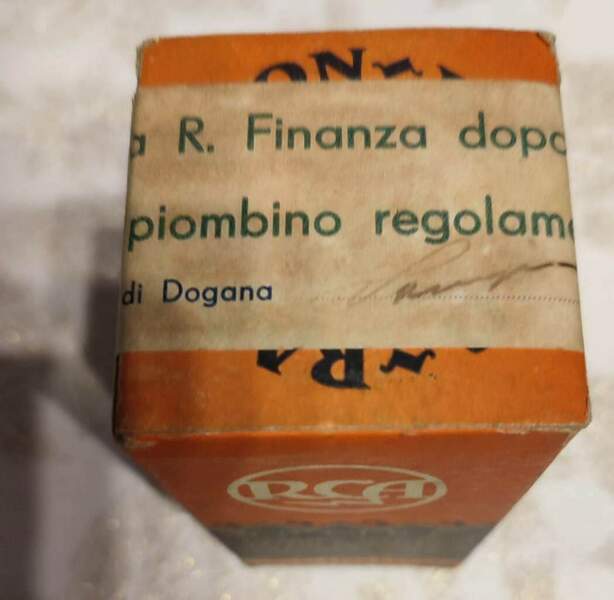 a R. Finanza dopo
piombino regolame
di Dogana
RCA